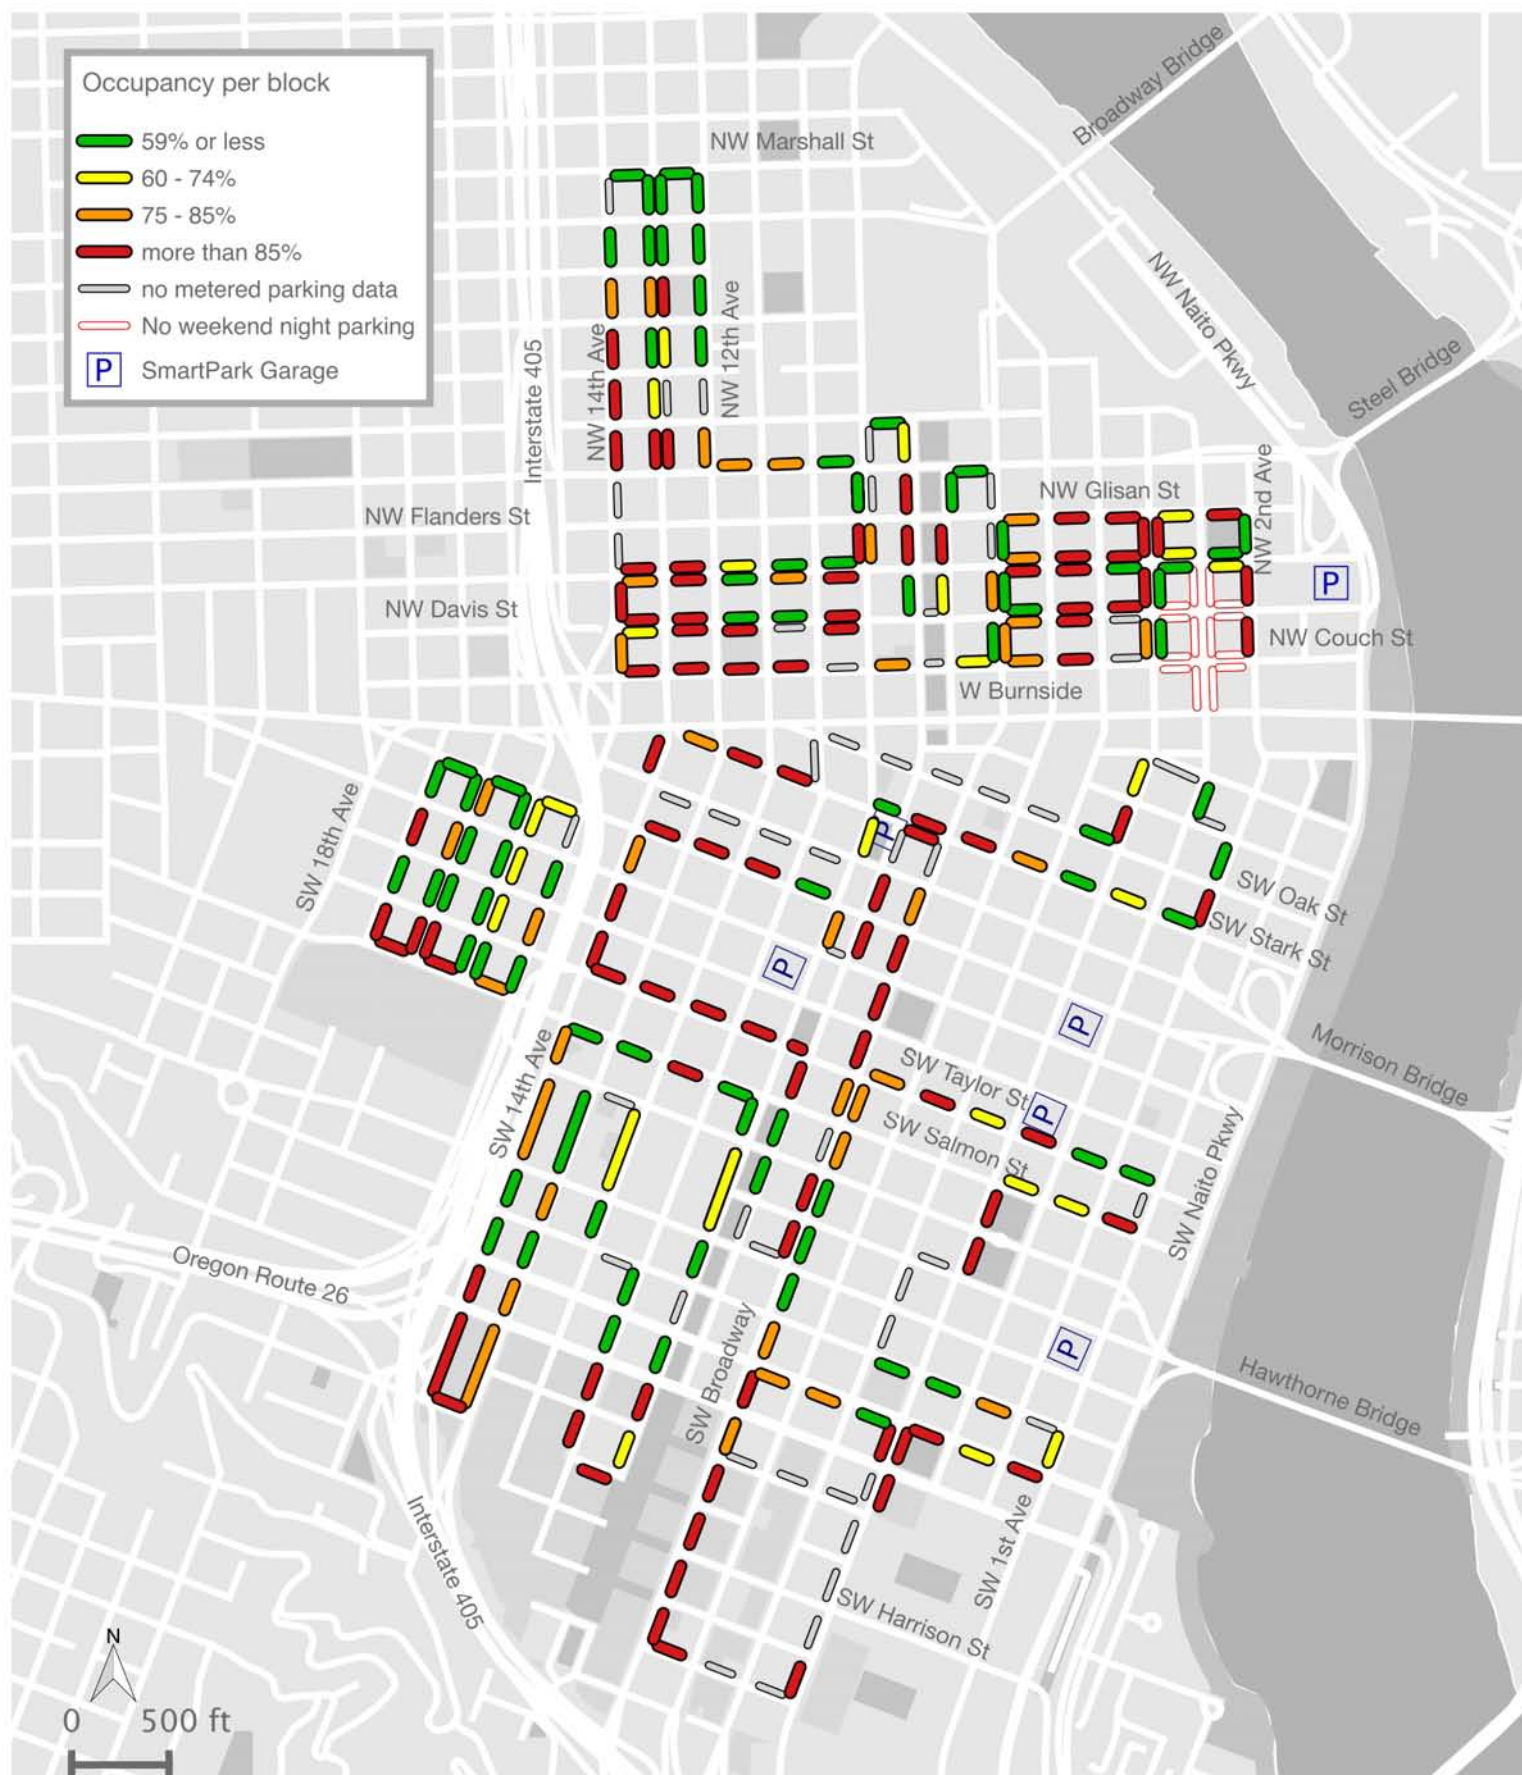 Occupancy per block
59% or less
60 - 74%
75 - 85%
more than 85%
no metered parking data
No weekend night parking
P SmartPark Garage
Broadway Bridge
NW Marshall St
NW Naito Pkwy
Steel Bridge
Interstate 405
NW 14th Ave
NW 12th Ave
NW 2nd Ave
NW Glisan St
NW Flanders St
P
NW Davis St
NW Couch St
W Burnside
SW 18th Ave
P
SW Oak St
SW Stark St
P
P
Morrison Bridge
SW 14th Ave
SW Taylor St
P
SW Salmon St
SW Naito Pkwy
Oregon Route 26
SW Broadway
P
Hawthorne Bridge
Interstate 405
SW 1st Ave
SW Harrison St
N
0 500 ft